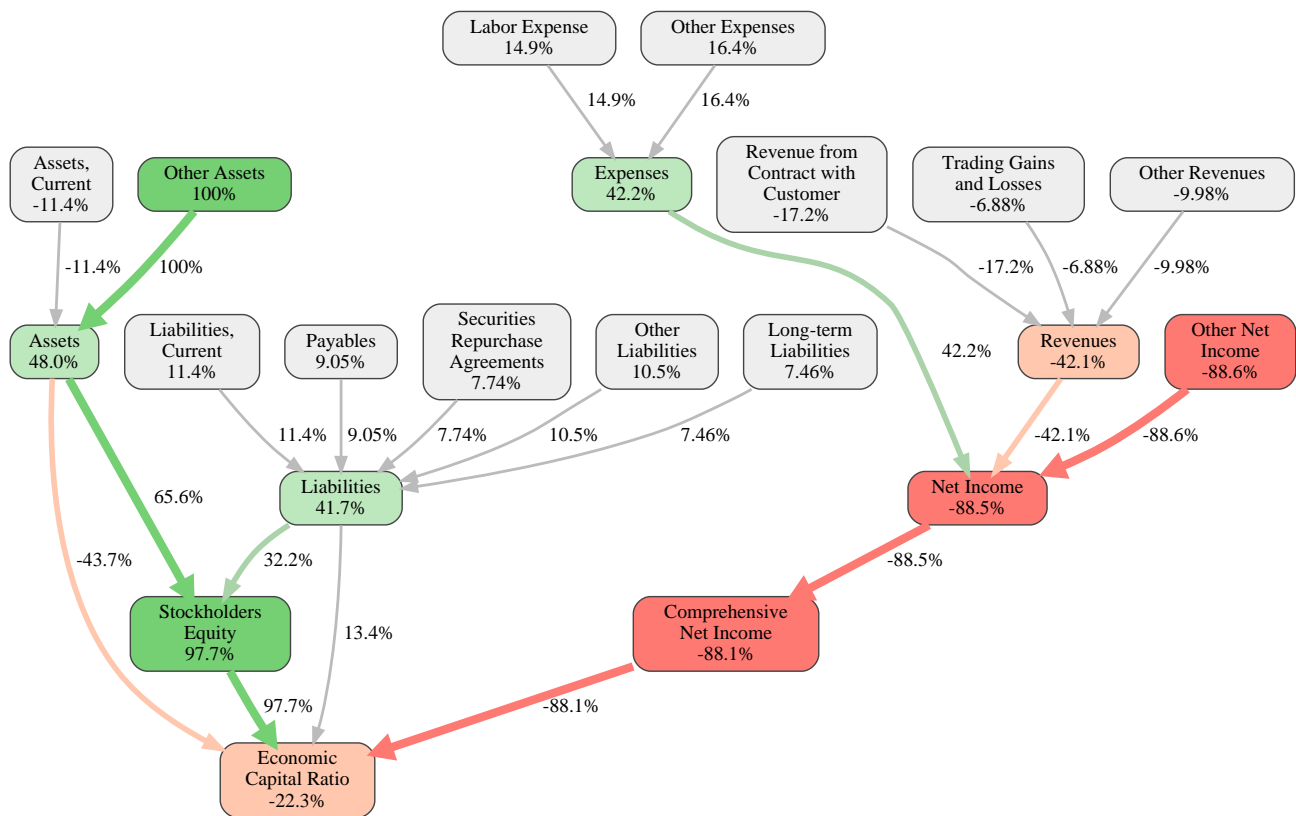 Labor Expense
14.9%
Other Expenses
16.4%
14.9%
16.4%
Assets,
Current
-11.4%
Other Assets
100%
Expenses
42.2%
Revenue from
Contract with
Customer
-17.2%
Trading Gains
and Losses
-6.88%
Other Revenues
-9.98%
-11.4%
100%
-17.2%
-6.88%
-9.98%
Assets
48.0%
Liabilities,
Current
11.4%
Payables
9.05%
Securities
Repurchase
Agreements
7.74%
Other
Liabilities
10.5%
Long-term
Liabilities
7.46%
42.2%
Revenues
-42.1%
Other Net
Income
-88.6%
11.4%
9.05%
7.74%
10.5%
7.46%
-42.1%
-88.6%
65.6%
Liabilities
41.7%
Net Income
-88.5%
-43.7%
32.2%
-88.5%
Stockholders
Equity
97.7%
13.4%
Comprehensive
Net Income
-88.1%
97.7%
-88.1%
Economic
Capital Ratio
-22.3%